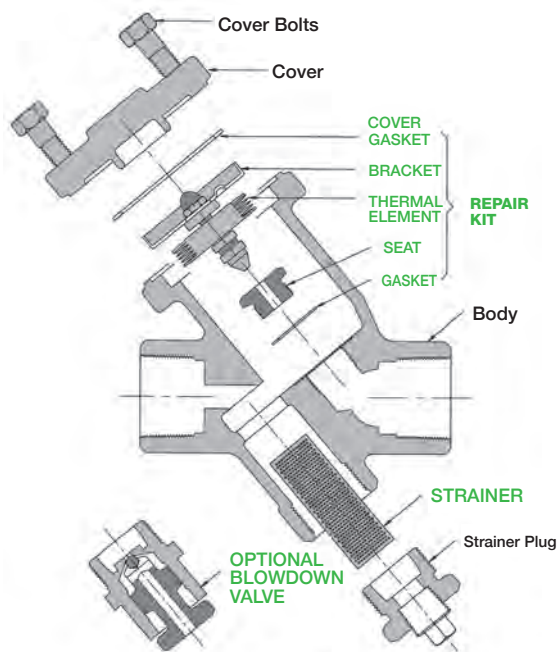 Cover Bolts
Cover
COVER
GASKET
BRACKET
THERMAL
ELEMENT
REPAIR
KIT
SEAT
GASKET
Body
STRAINER
Strainer Plug
OPTIONAL
BLOWDOWN
VALVE